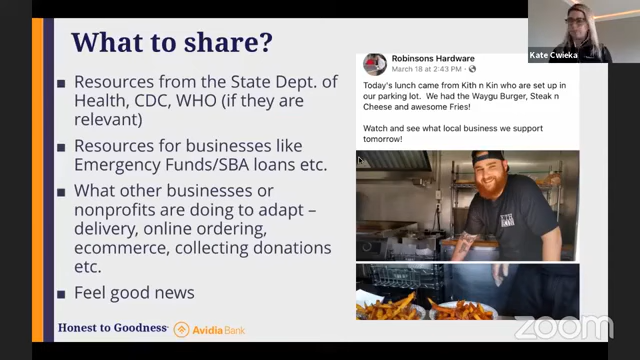 What to share?
Resources from the State Dept. of
Health, CDC, WHO (if they are
relevant)
Resources for businesses like
Emergency Funds/SBA loans etc.
What other businesses or
nonprofits are doing to adapt –
delivery, online ordering,
ecommerce, collecting donations
etc.
Feel good news
Honest to Goodness
Avidia Bank
Robinsons Hardware
March 18 at 2:43 PM
Today's lunch came from Kith n Kin who are set up in
our parking lot. We had the Waygu Burger, Steak n
Cheese and awesome Fries!
Watch and see what local business we support
tomorrow!
Kate Cwieka
zoom